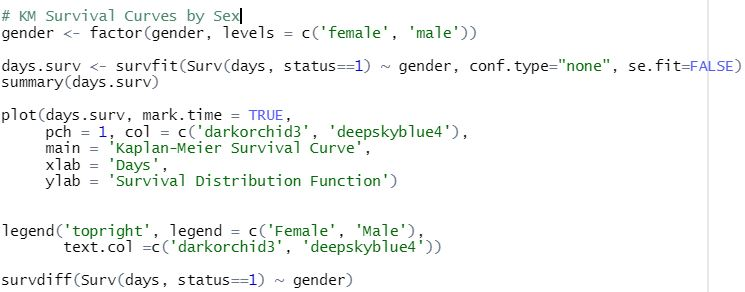 # KM Survival Curves by Sex
gender <- factor(gender, levels = c('female', 'male'))
days.surv <- survfit(Surv(days, status==1) ~ gender, conf.type="none", se.fit=FALSE)
summary(days.surv)
plot(days.surv, mark.time = TRUE,
     pch = 1, col = c('darkorchid3', 'deepskyblue4'),
     main = 'Kaplan-Meier Survival Curve',
     xlab = 'Days',
     ylab = 'Survival Distribution Function')
legend('topright', legend = c('Female', 'Male'),
       text.col =c('darkorchid3', 'deepskyblue4'))
survdiff(Surv(days, status==1) ~ gender)